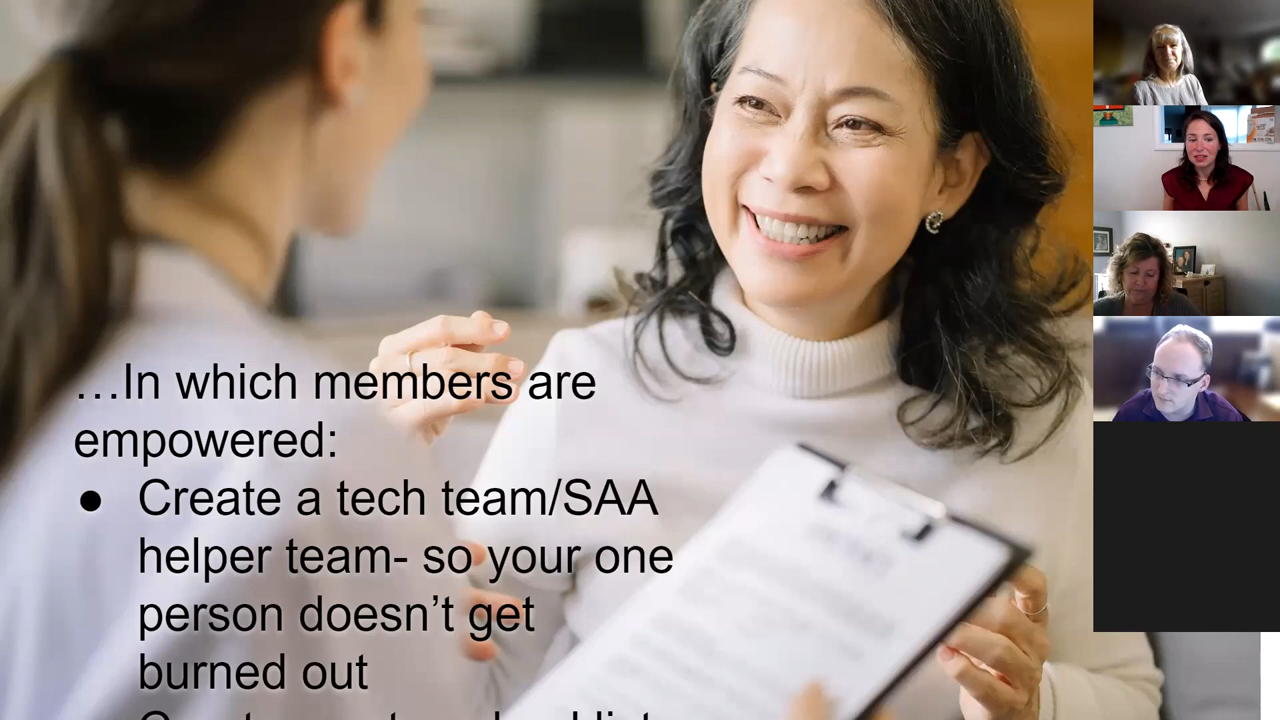 …In which members are
empowered:
● Create a tech team/SAA
helper team- so your one
person doesn’t get
burned out